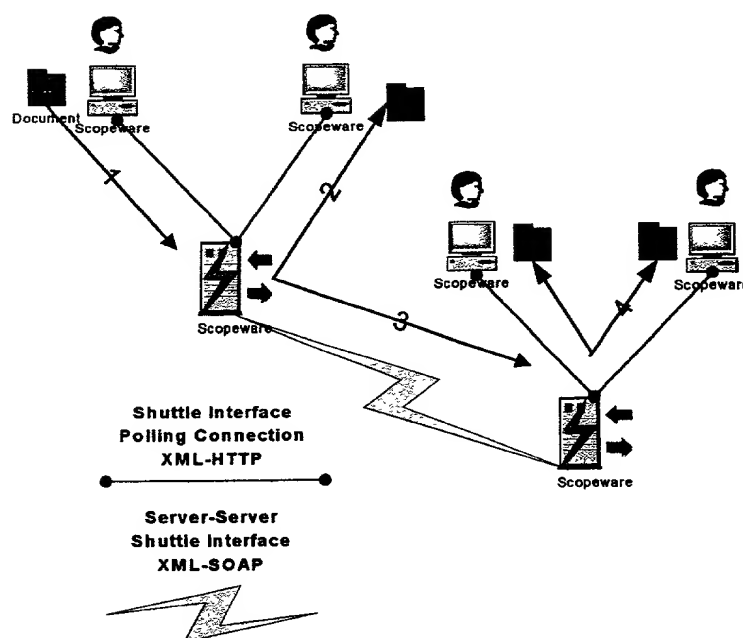 Document
Scopeware
Scopeware
1
2
Scopeware
Scopeware
Scopeware
3
4
Scopeware
Shuttle Interface
Polling Connection
XML-HTTP
Server-Server
Shuttle Interface
XML-SOAP